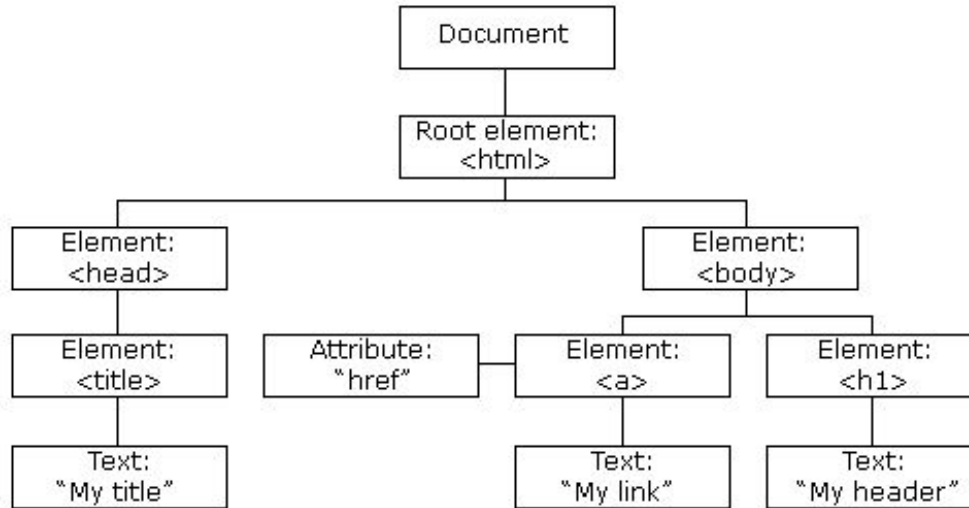 Document
Root element:
<html>
Element:
<head>
Element:
<body>
Element:
<title>
Attribute:
"href"
Element:
<a>
Element:
<h1>
Text:
"My title"
Text:
"My link"
Text:
"My header"